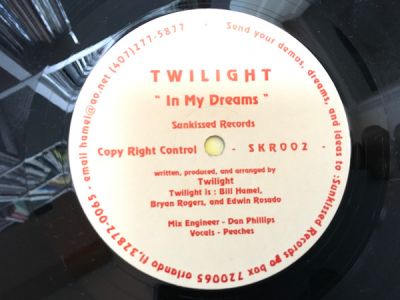 TWILIGHT
" In My Dreams "
Sunkissed Records
Copy Right Control - SKR002 -
written, produced, and arranged by
Twilight
Twilight is : Bill Hamel,
Bryan Rogers, and Edwin Rosado
Mix Engineer - Dan Phillips
Vocals - Peaches
Send your demos, dreams, and ideas to :Sunkissed Records po box 720065 orlando fl.32872-0065 - email hamel@ao.net (407)277-5877 -